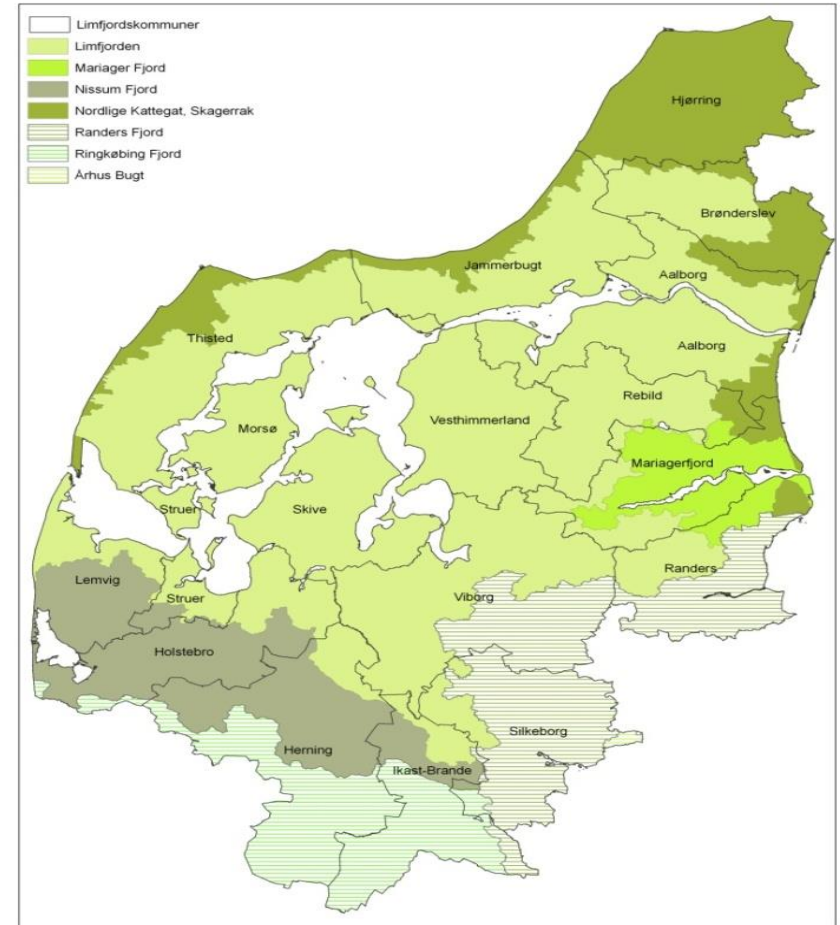 Limfjordskommuner
Limfjorden
Mariager Fjord
Nissum Fjord
Nordlige Kattegat, Skagerrak
Randers Fjord
Ringkøbing Fjord
Århus Bugt
Hjørring
Brønderslev
Jammerbugt
Aalborg
Thisted
Aalborg
Rebild
Vesthimmerland
Morsø
Mariagerfjord
Struer
Skive
Randers
Lemvig
Struer
Viborg
Holstebro
Silkeborg
Herning
Ikast-Brande